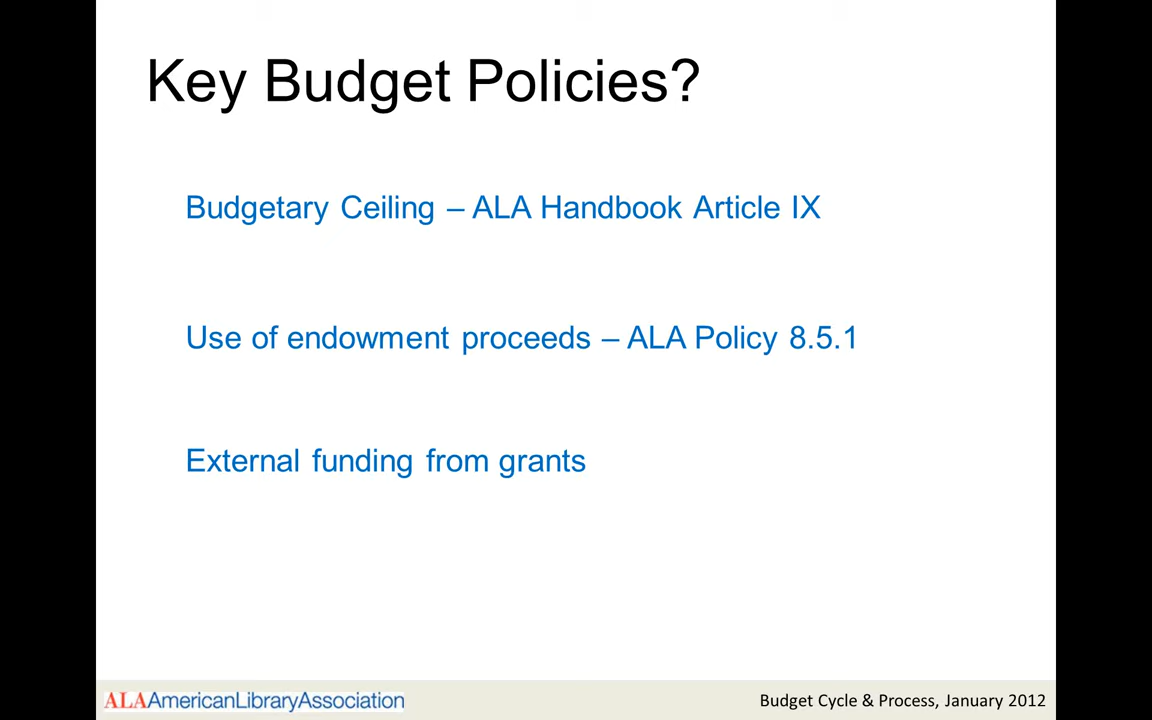 Key Budget Policies?
Budgetary Ceiling – ALA Handbook Article IX
Use of endowment proceeds – ALA Policy 8.5.1
External funding from grants
ALAAmericanLibraryAssociation
Budget Cycle & Process, January 2012